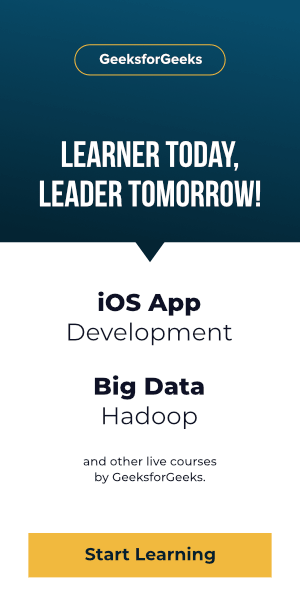 GeeksforGeeks
LEARNER TODAY,
LEADER TOMORROW!
iOS App
Development
Big Data
Hadoop
and other live courses
by GeeksforGeeks.
Start Learning